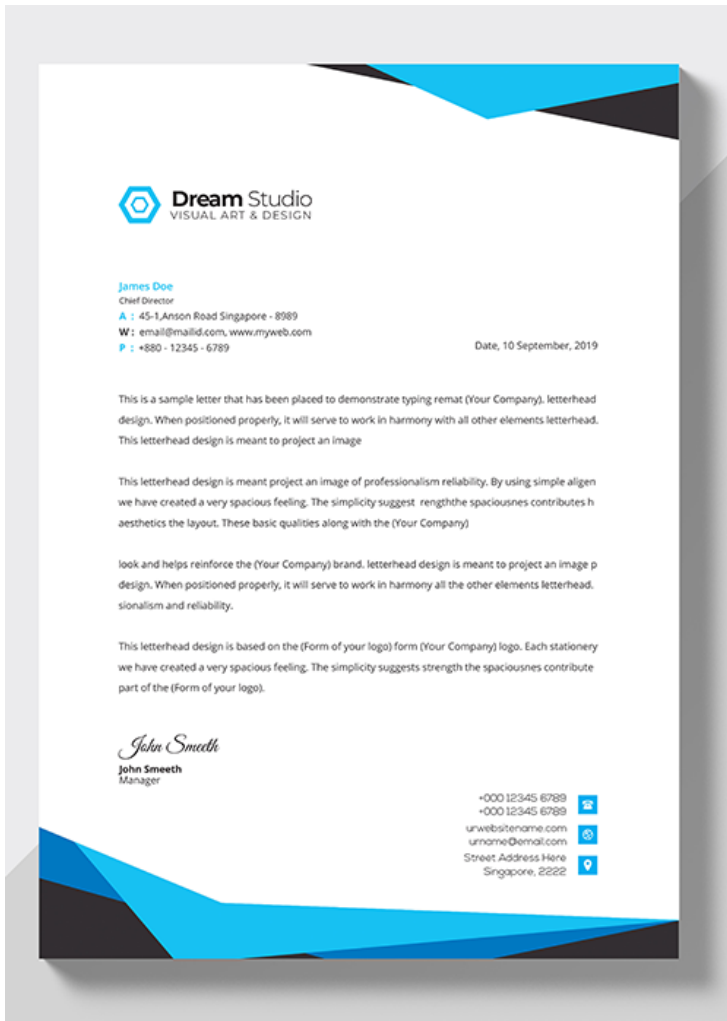 Dream Studio
VISUAL ART & DESIGN
James Doe
Chief Director
A : 45-1,Anson Road Singapore - 8989
W : email@mailid.com, www.myweb.com
P : +880 - 12345 - 6789
Date, 10 September, 2019
This is a sample letter that has been placed to demonstrate typing remat (Your Company). letterhead
design. When positioned properly, it will serve to work in harmony with all other elements letterhead.
This letterhead design is meant to project an image
This letterhead design is meant project an image of professionalism reliability. By using simple aligen
we have created a very spacious feeling. The simplicity suggest rengththe spaciousnes contributes h
aesthetics the layout. These basic qualities along with the (Your Company)
look and helps reinforce the (Your Company) brand. letterhead design is meant to project an image p
design. When positioned properly, it will serve to work in harmony all the other elements letterhead.
sionalism and reliability.
This letterhead design is based on the (Form of your logo) form (Your Company) logo. Each stationery
we have created a very spacious feeling. The simplicity suggests strength the spaciousnes contribute
part of the (Form of your logo).
John Smeeth
John Smeeth
Manager
+000 12345 6789
+000 12345 6789
urwebsitename.com
urname@email.com
Street Address Here
Singapore, 2222